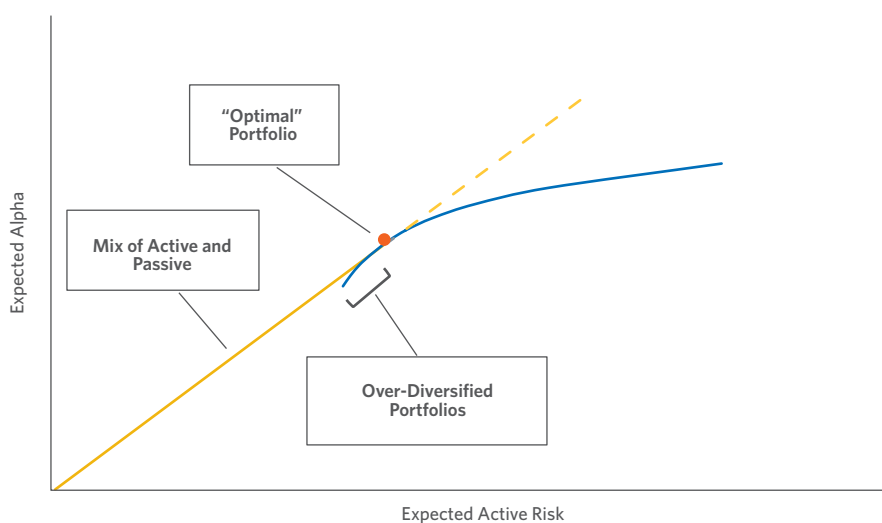 “Optimal”
Portfolio
Mix of Active and
Passive
Over-Diversified
Portfolios
Expected Alpha
Expected Active Risk